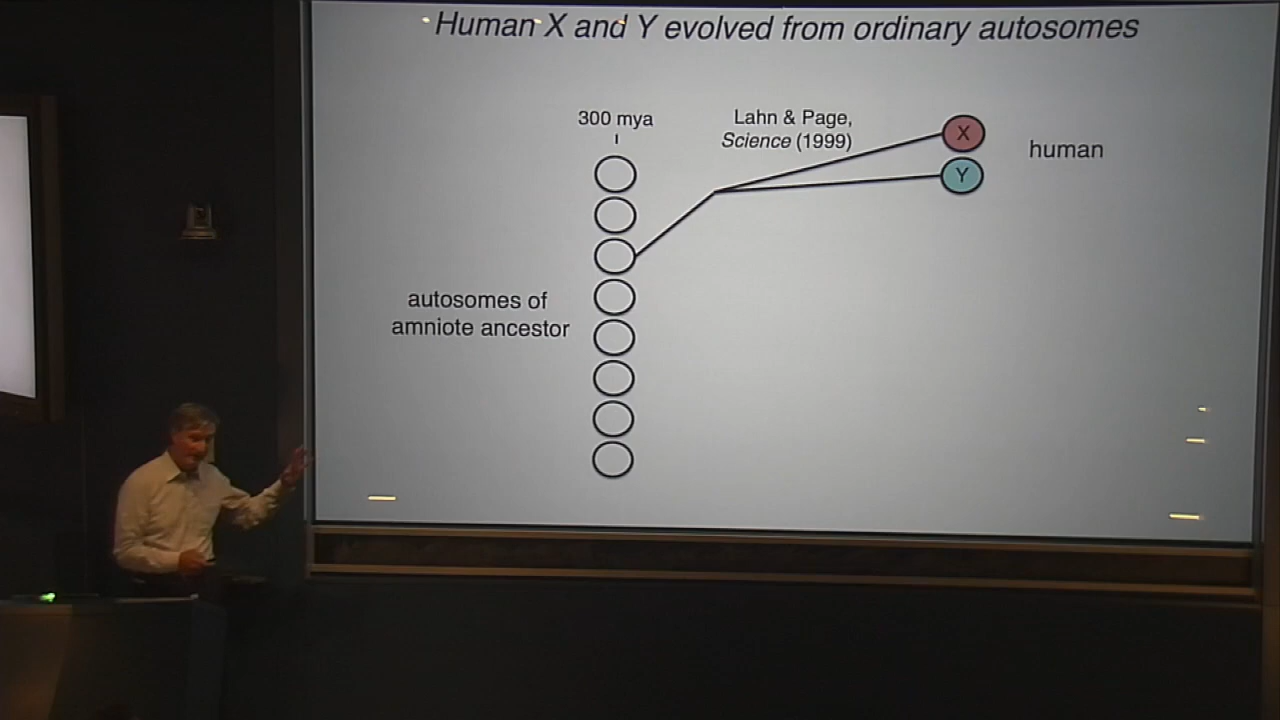 Human X and Y evolved from ordinary autosomes
300 mya
Lahn & Page,
Science (1999)
X
human
Y
autosomes of
amniote ancestor